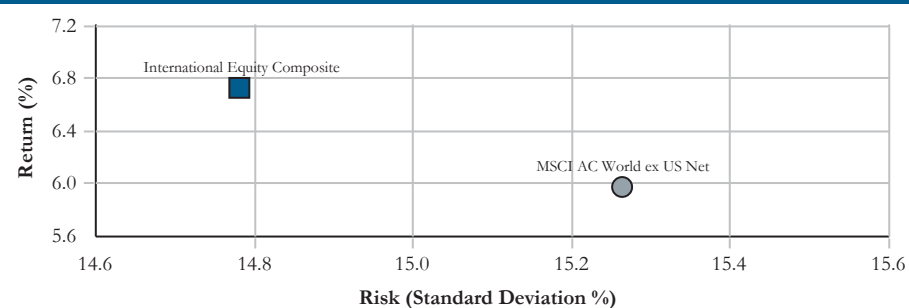 7.2
International Equity Composite
6.8
6.4
Return (%)
MSCI AC World ex US Net
6.0
5.6
14.6 14.8 15.0 15.2 15.4 15.6
Risk (Standard Deviation %)